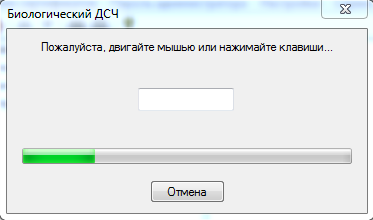 Биологический ДСЧ
Пожалуйста, двигайте мышью или нажимайте клавиши...
Отмена